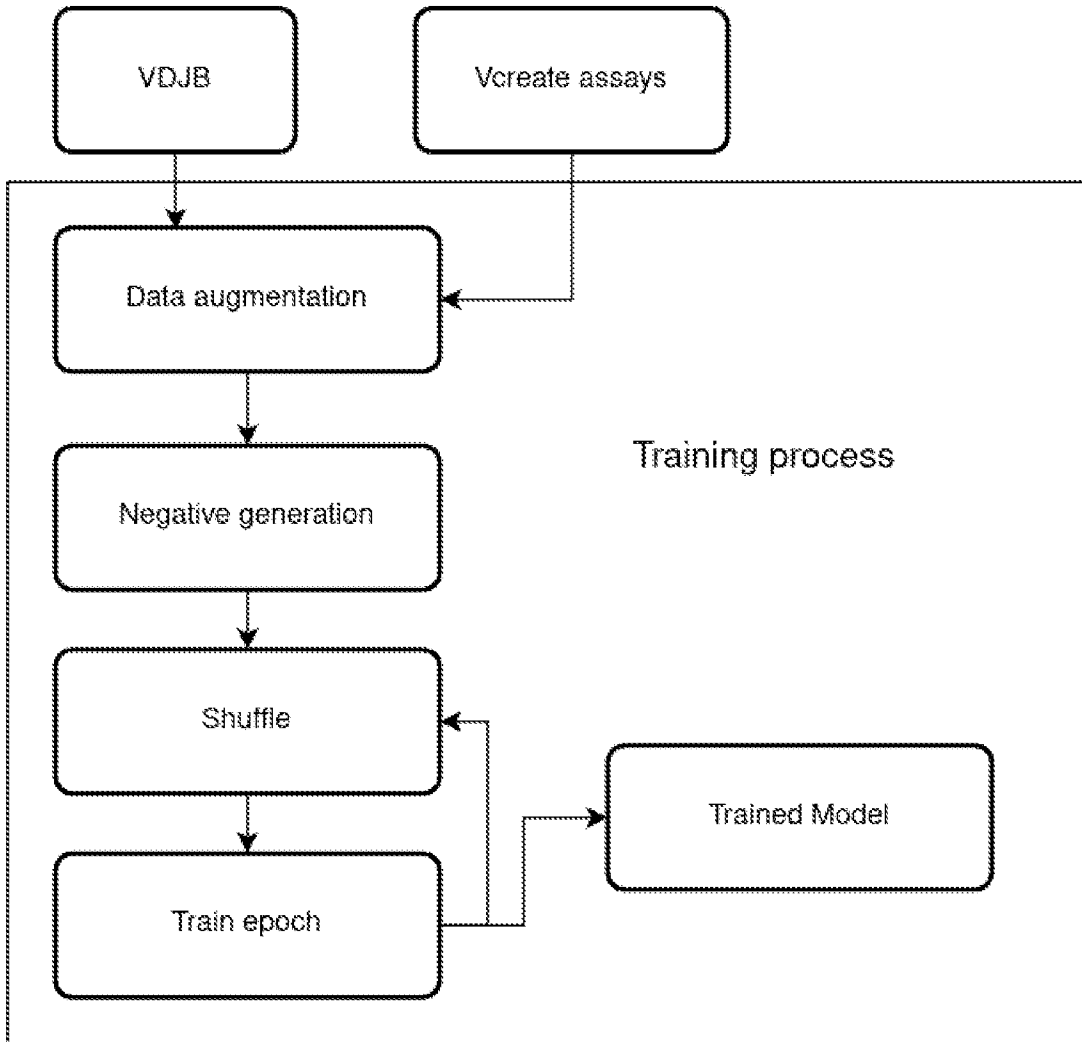 VDJB
Vcreate assays
Data augmentation
Training process
Negative generation
Shuffle
Trained Model
Train epoch